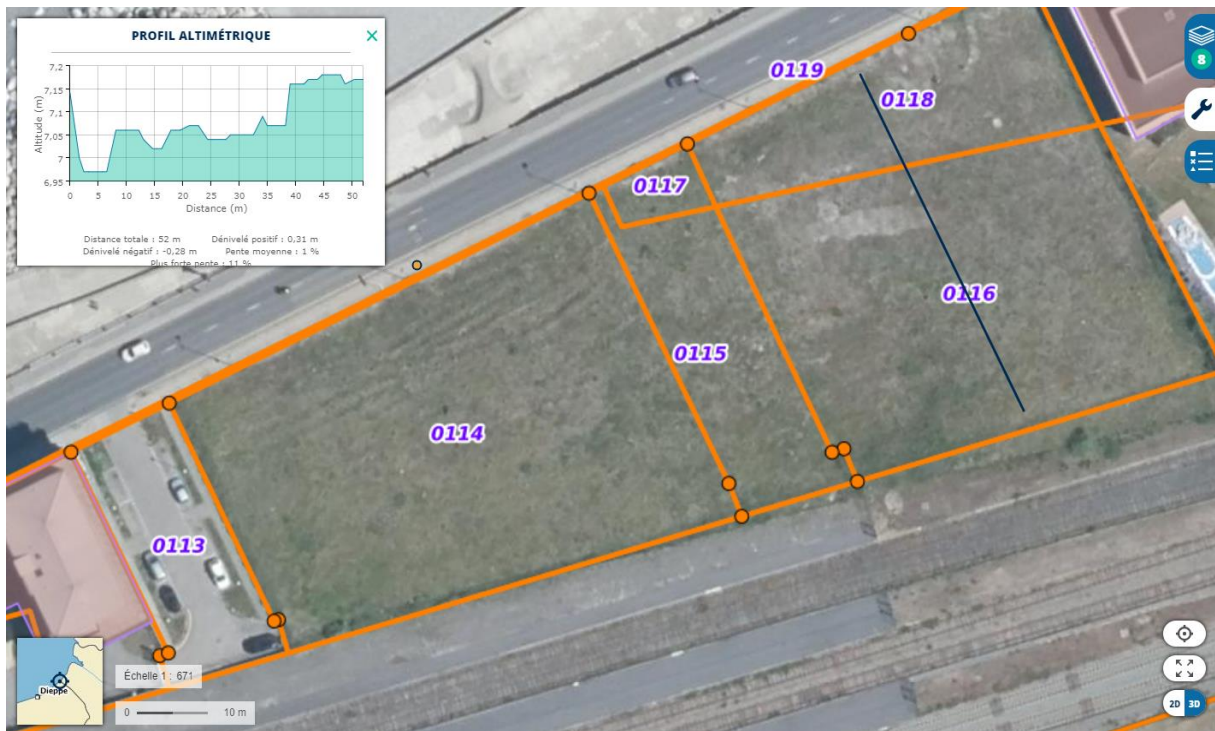 PROFIL ALTIMÉTRIQUE
7,2
7,15
7,1
7,05
7
6,95
Altitude (m)
0 5 10 15 20 25 30 35 40 45 50
Distance (m)
Distance totale : 52 m Dénivelé positif : 0,31 m
Dénivelé négatif : -0,28 m Pente moyenne : 1 %
Plus forte pente : 11 %
8
0119
0118
0117
0116
0115
0114
0113
Dieppe
Échelle 1 : 671
0 10 m
2D 3D